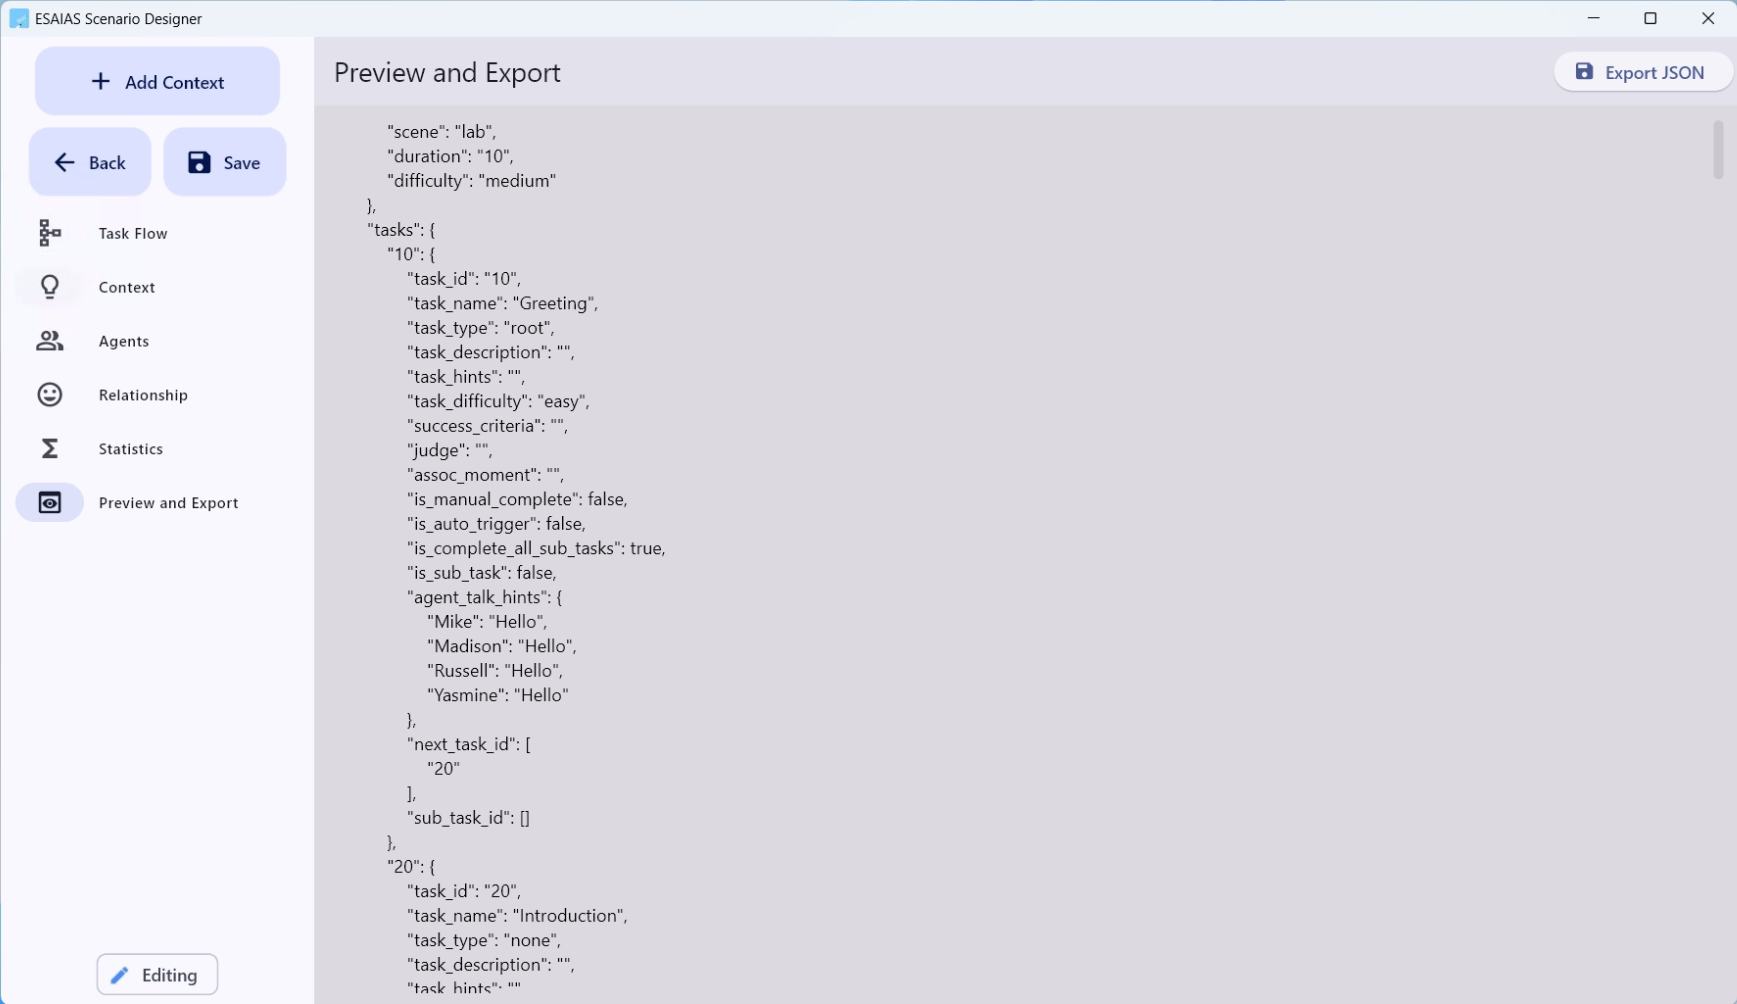 ESAIAS Scenario Designer
Add Context
Back
Save
Task Flow
Context
Agents
Relationship
Statistics
Preview and Export
Editing
Preview and Export
Export JSON
"scene": "lab",
"duration": "10",
"difficulty": "medium"
},
"tasks": {
"10": {
"task_id": "10",
"task_name": "Greeting",
"task_type": "root",
"task_description": "",
"task_hints": "",
"task_difficulty": "easy",
"success_criteria": "",
"judge": "",
"assoc_moment": "",
"is_manual_complete": false,
"is_auto_trigger": false,
"is_complete_all_sub_tasks": true,
"is_sub_task": false,
"agent_talk_hints": {
"Mike": "Hello",
"Madison": "Hello",
"Russell": "Hello",
"Yasmine": "Hello"
},
"next_task_id": [
"20"
],
"sub_task_id": []
},
"20": {
"task_id": "20",
"task_name": "Introduction",
"task_type": "none",
"task_description": "",
"task_hints": ""